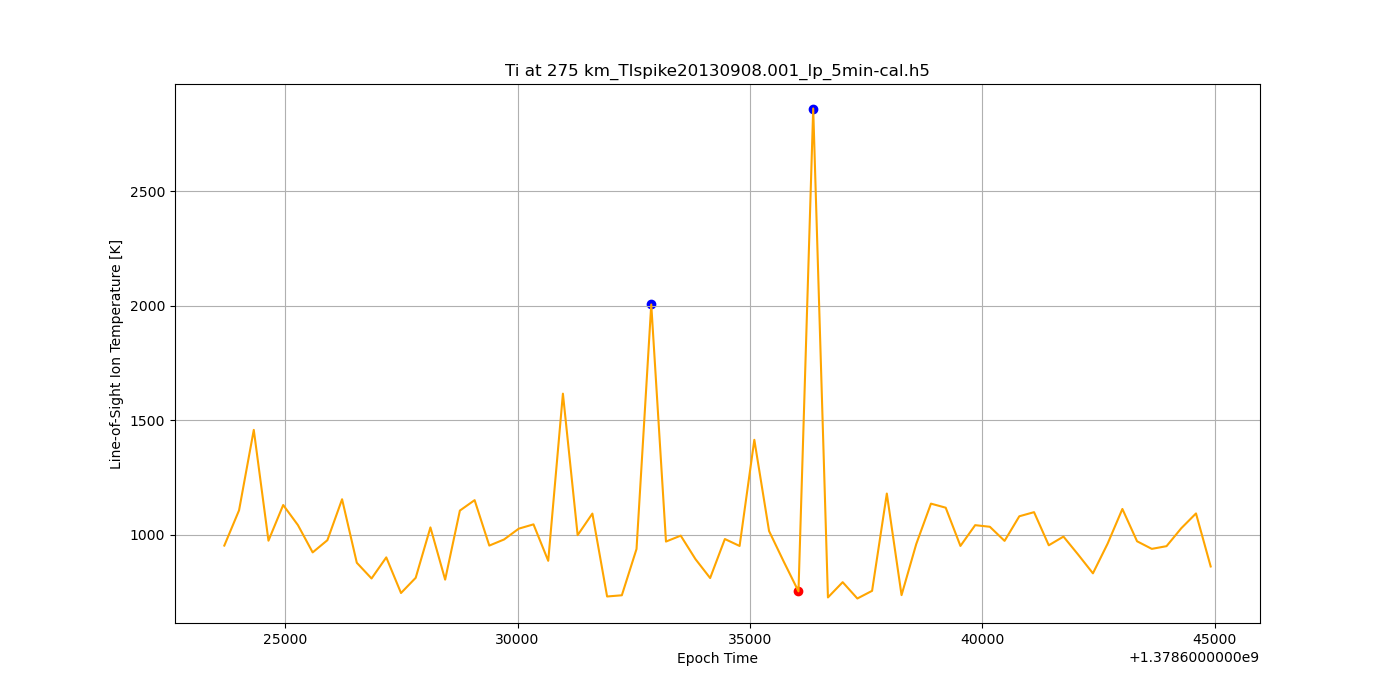 Ti at 275 km_TIspike20130908.001_lp_5min-cal.h5
Line-of-Sight Ion Temperature [K]
2500
2000
1500
1000
25000 30000 35000 40000 45000
Epoch Time
+1.3786000000e9